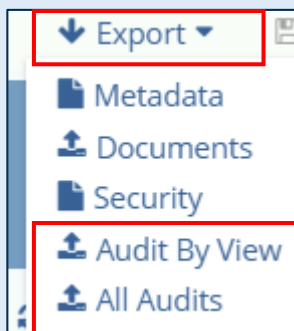 Export
Metadata
Documents
Security
Audit By View
All Audits